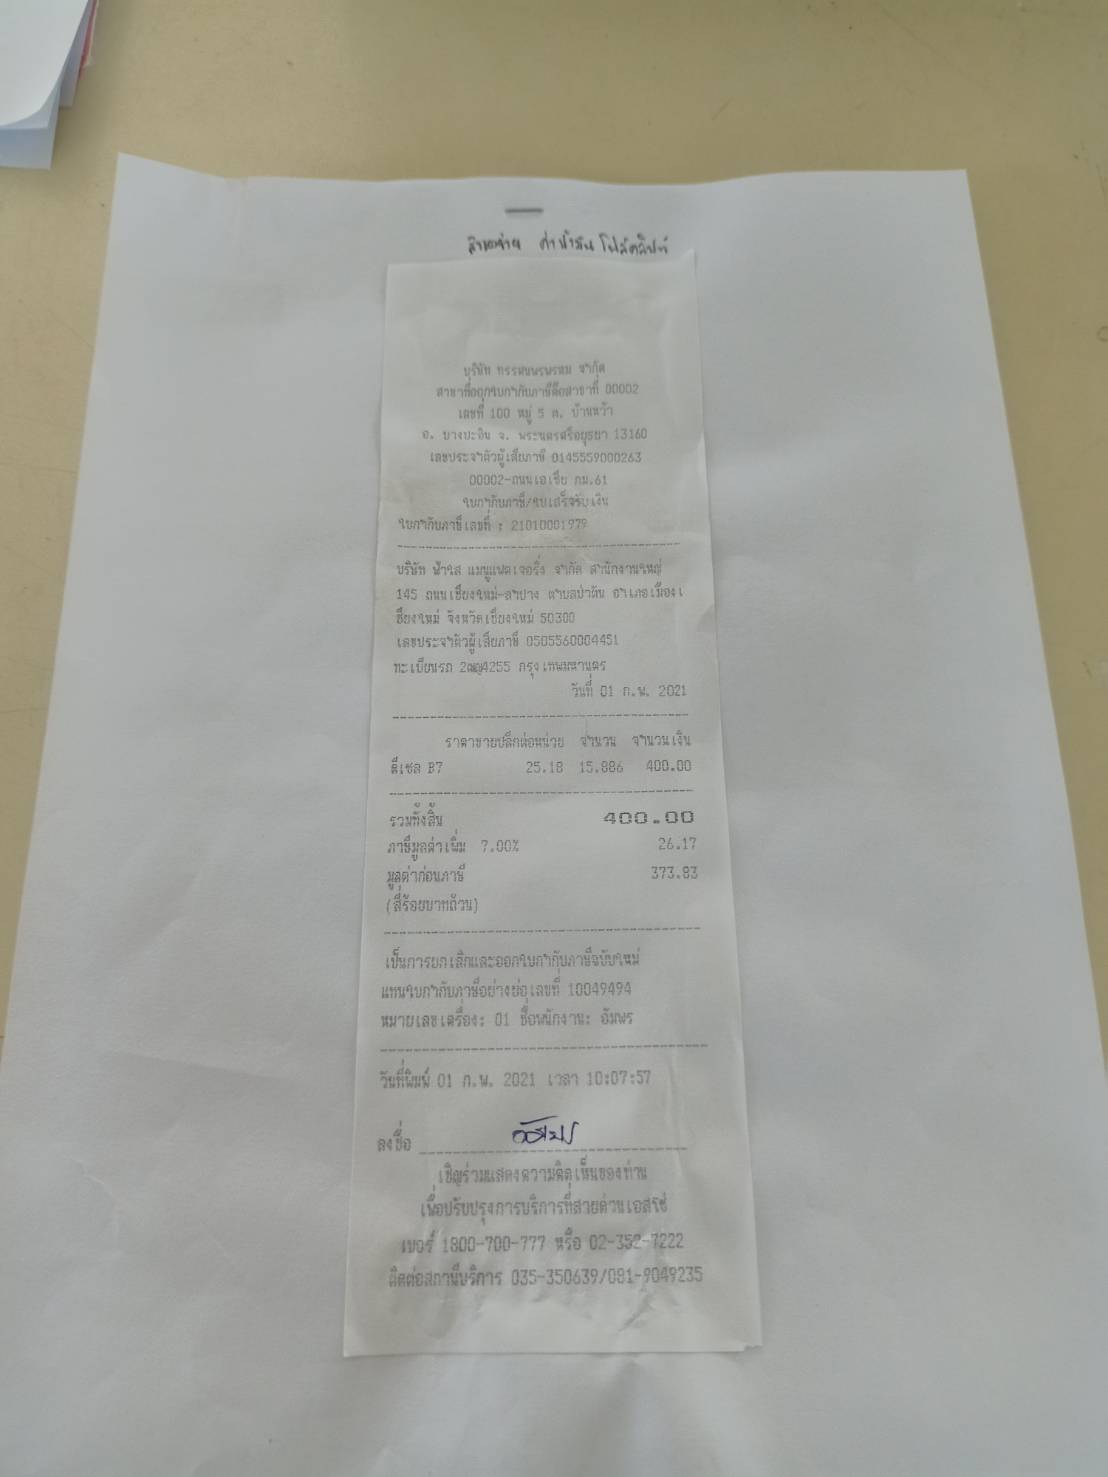 ค่าน้ำมัน โฟล์คลิฟท์
บริษัท ทรรศนพรพรหม จำกัด
สาขาที่ออกใบกำกับภาษีคือสาขาที่ 00002
เลขที่ 100 หมู่ 5 ต. บ้านหว้า
อ. บางปะอิน จ. พระนครศรีอยุธยา 13160
เลขประจำตัวผู้เสียภาษี 0145559000263
00002-ถนนเอเชีย กม.61
ใบกำกับภาษี/ใบเสร็จรับเงิน
ใบกำกับภาษีเลขที่ : 21010001979
บริษัท ฟ้าใส แมนูแฟคเจอริ่ง จำกัด สำนักงานใหญ่
145 ถนนเชียงใหม่-ลำปาง ตำบลป่าตัน อำเภอเมืองเ
ชียงใหม่ จังหวัดเชียงใหม่ 50300
เลขประจำตัวผู้เสียภาษี 0505560004451
ทะเบียนรถ 2ฒญ4255 กรุงเทพมหานคร
วันที่ 01 ก.พ. 2021
ราคาขายปลีกต่อหน่วย จำนวน จำนวนเงิน
ดีเซล B7 25.18 15.886 400.00
รวมทั้งสิ้น 400.00
ภาษีมูลค่าเพิ่ม 7.00% 26.17
มูลค่าก่อนภาษี 373.83
(สี่ร้อยบาทถ้วน)
เป็นการยกเลิกและออกใบกำกับภาษีฉบับใหม่
แทนใบกำกับภาษีอย่างย่อเลขที่ 10049494
หมายเลขเครื่อง: 01 ชื่อพนักงาน: อัมพร
วันที่พิมพ์ 01 ก.พ. 2021 เวลา 10:07:57
ลงชื่อ อัมพร
เชิญร่วมแสดงความคิดเห็นของท่าน
เพื่อปรับปรุงการบริการที่สายด่วนเอสโซ่
เบอร์ 1800-700-777 หรือ 02-352-7222
ติดต่อสถานีบริการ 035-350639/081-9049235